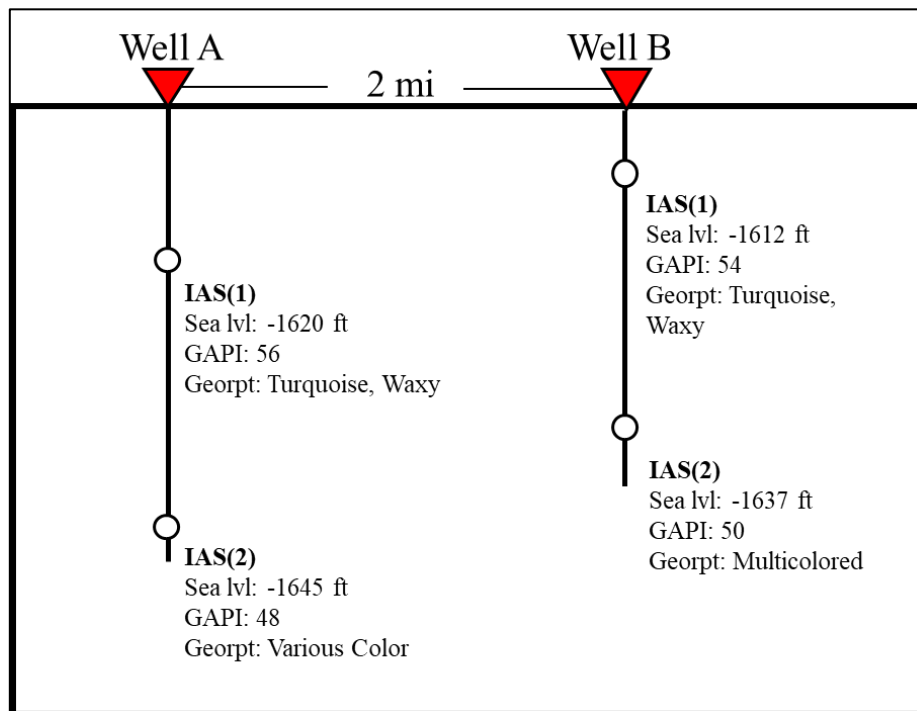 Well A
Well B
2 mi
IAS(1)
Sea lvl: -1620 ft
GAPI: 56
Georpt: Turquoise, Waxy
IAS(2)
Sea lvl: -1645 ft
GAPI: 48
Georpt: Various Color
IAS(1)
Sea lvl: -1612 ft
GAPI: 54
Georpt: Turquoise,
Waxy
IAS(2)
Sea lvl: -1637 ft
GAPI: 50
Georpt: Multicolored